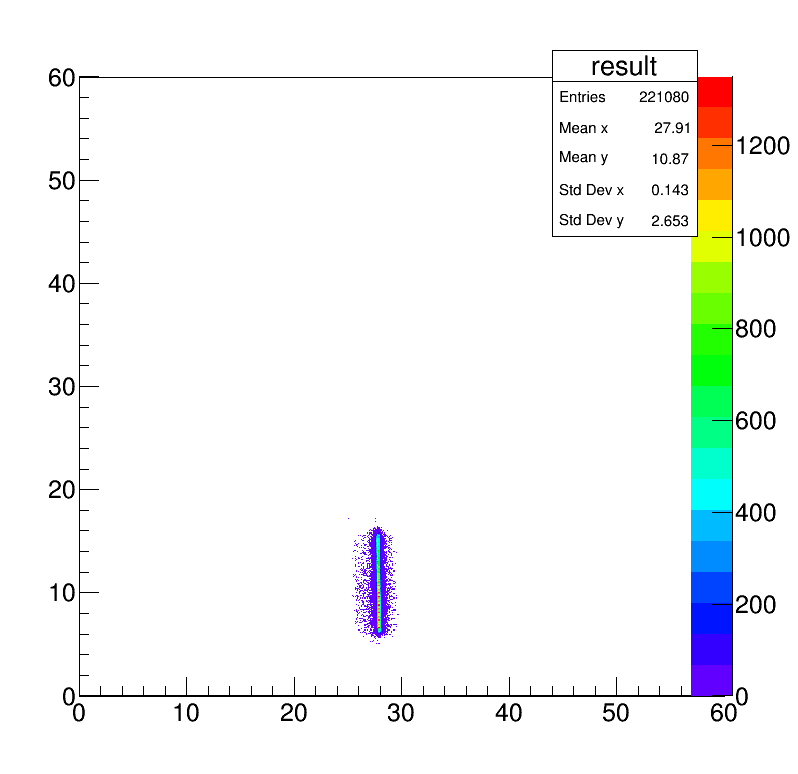 result
Entries 221080
Mean x 27.91
Mean y 10.87
Std Dev x 0.143
Std Dev y 2.653
60
50
40
30
20
10
0
0 10 20 30 40 50 60
1200
1000
800
600
400
200
0